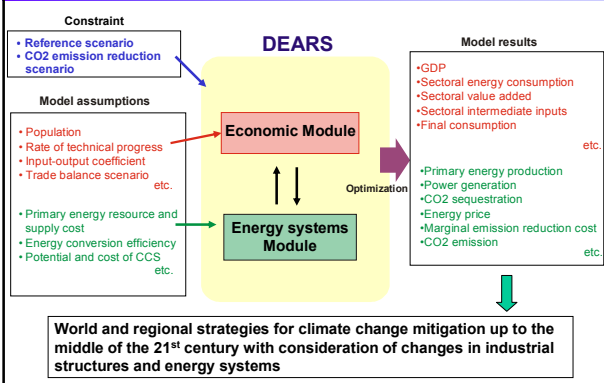 Constraint
• Reference scenario
• CO2 emission reduction
scenario
Model assumptions
• Population
• Rate of technical progress
• Input-output coefficient
• Trade balance scenario
etc.
• Primary energy resource and
supply cost
• Energy conversion efficiency
• Potential and cost of CCS
etc.
DEARS
Economic Module
Energy systems
Module
Optimization
Model results
•GDP
•Sectoral energy consumption
•Sectoral value added
•Sectoral intermediate inputs
•Final consumption
etc.
•Primary energy production
•Power generation
•CO2 sequestration
•Energy price
•Marginal emission reduction cost
•CO2 emission
etc.
World and regional strategies for climate change mitigation up to the
middle of the 21st century with consideration of changes in industrial
structures and energy systems